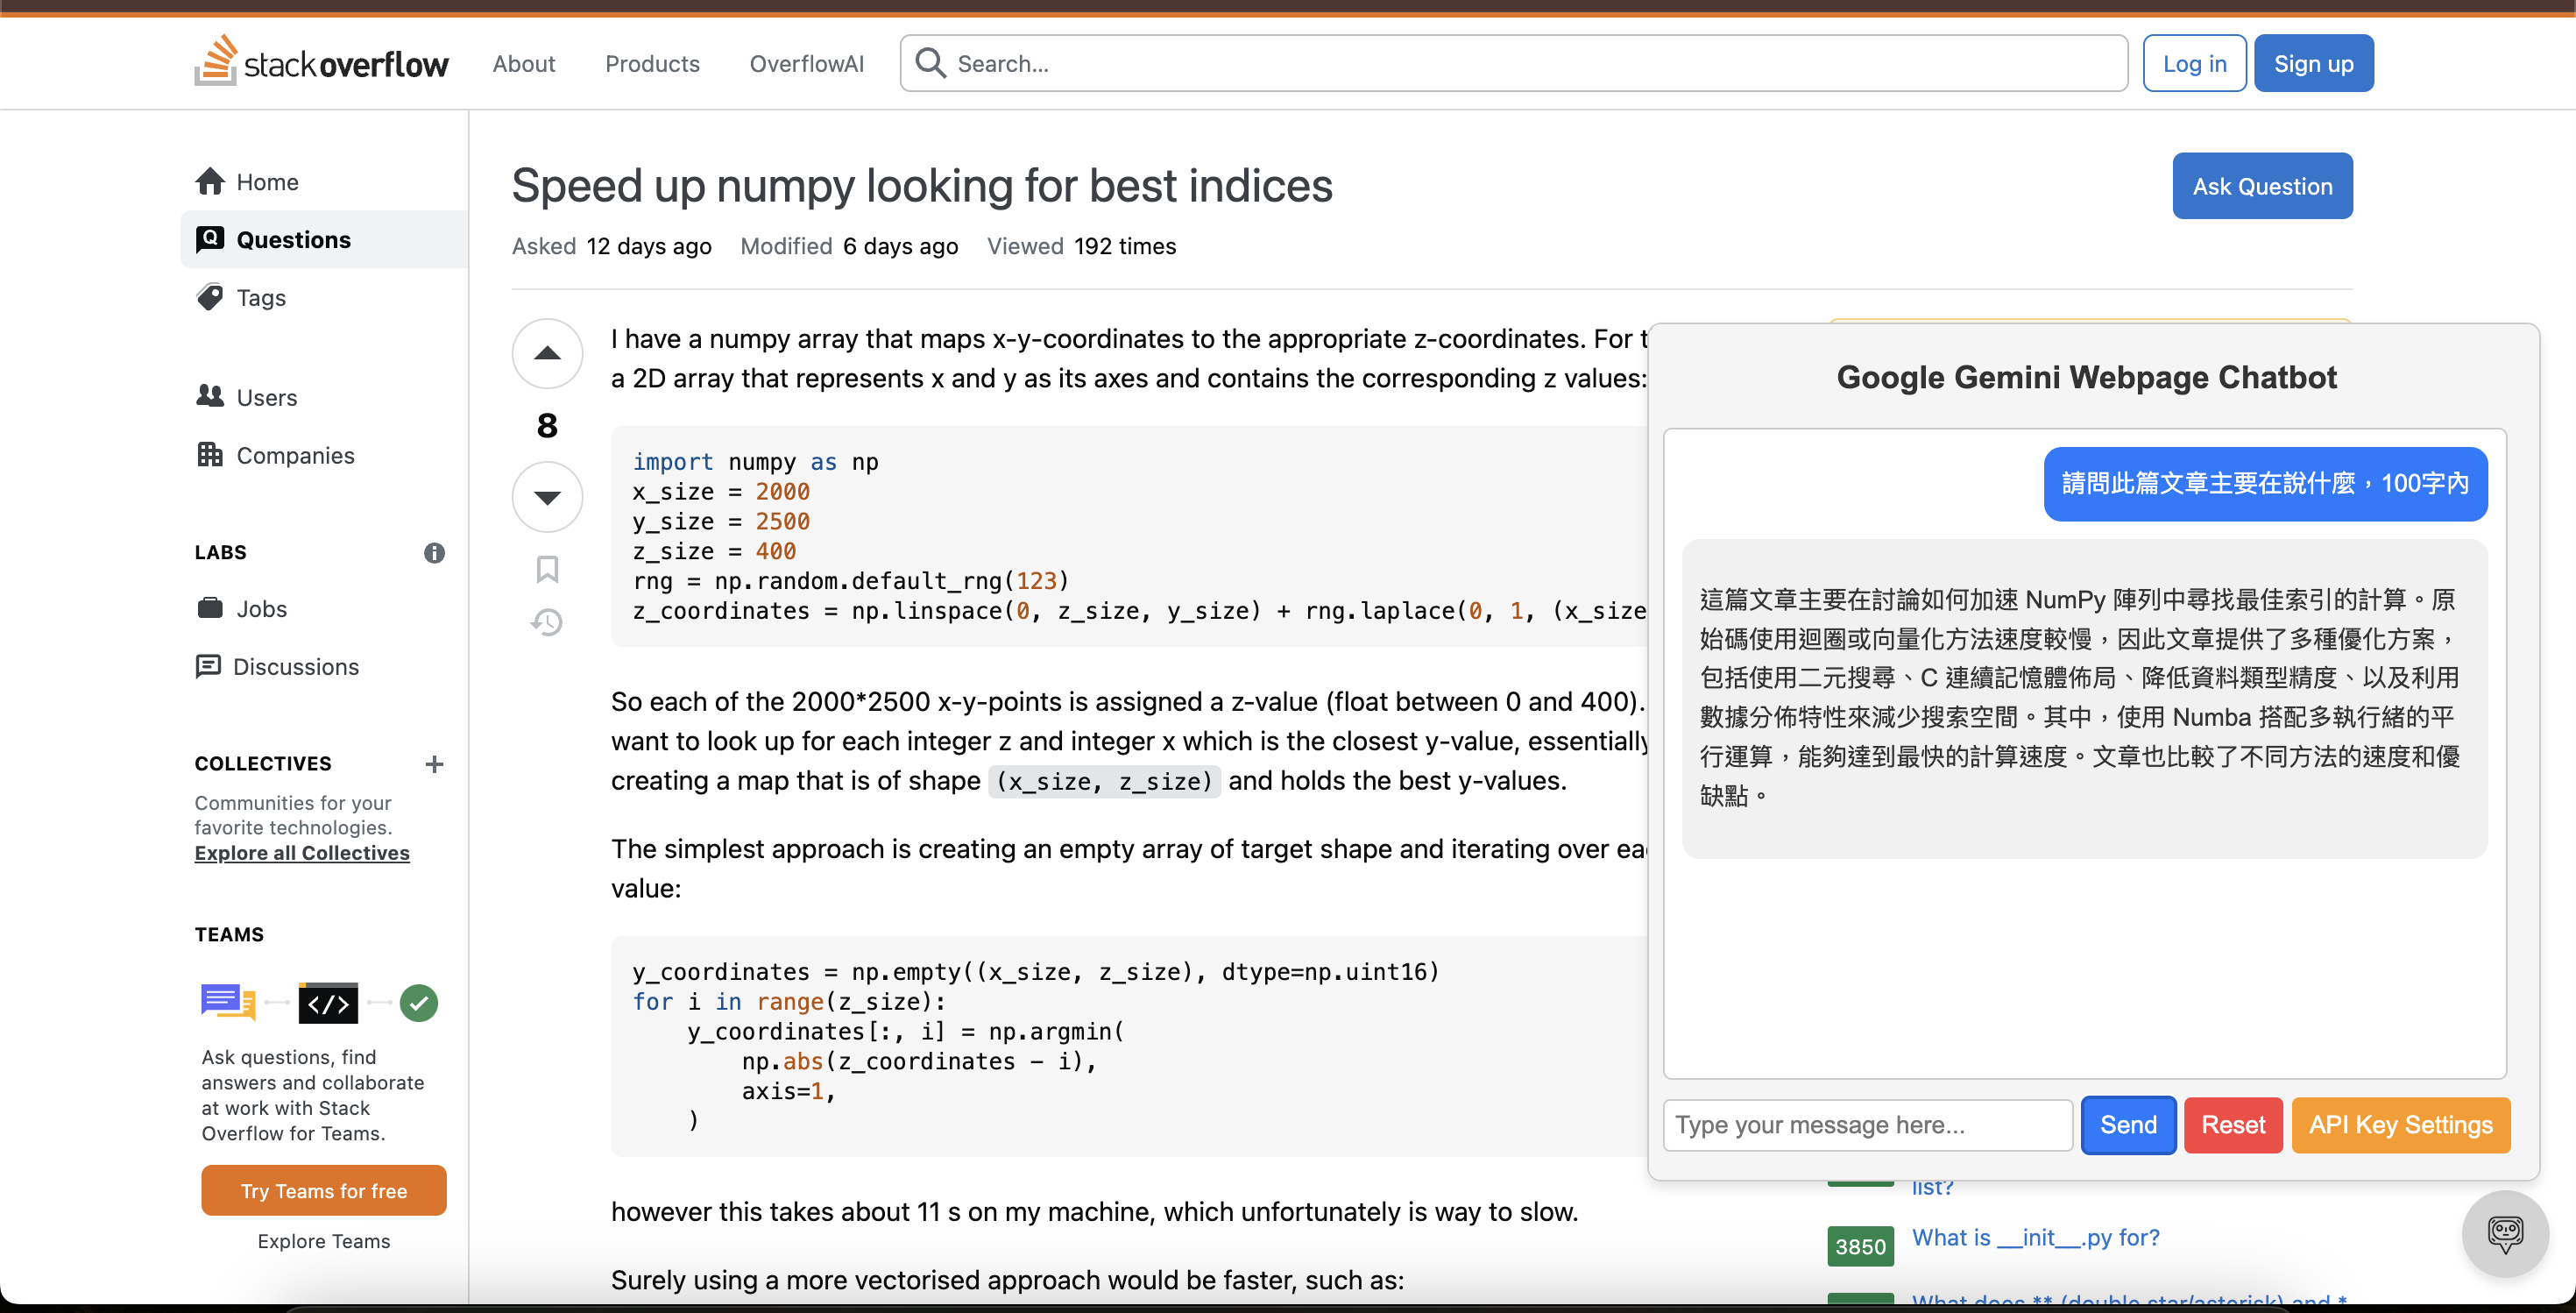 stack overflow
About
Products
OverflowAI
Search...
Log in
Sign up
Home
Questions
Tags
Users
Companies
LABS
Jobs
Discussions
COLLECTIVES
Communities for your
favorite technologies.
Explore all Collectives
TEAMS
Ask questions, find
answers and collaborate
at work with Stack
Overflow for Teams.
Try Teams for free
Explore Teams
Speed up numpy looking for best indices
Ask Question
Asked 12 days ago Modified 6 days ago Viewed 192 times
8
I have a numpy array that maps x-y-coordinates to the appropriate z-coordinates. For
a 2D array that represents x and y as its axes and contains the corresponding z values:
import numpy as np
x_size = 2000
y_size = 2500
z_size = 400
rng = np.random.default_rng(123)
z_coordinates = np.linspace(0, z_size, y_size) + rng.laplace(0, 1, (x_size
So each of the 2000*2500 x-y-points is assigned a z-value (float between 0 and 400).
want to look up for each integer z and integer x which is the closest y-value, essentially
creating a map that is of shape (x_size, z_size) and holds the best y-values.
The simplest approach is creating an empty array of target shape and iterating over
value:
y_coordinates = np.empty((x_size, z_size), dtype=np.uint16)
for i in range(z_size):
    y_coordinates[:, i] = np.argmin(
        np.abs(z_coordinates - i),
        axis=1,
    )
however this takes about 11 s on my machine, which unfortunately is way to slow.
Surely using a more vectorised approach would be faster, such as:
Google Gemini Webpage Chatbot
請問此篇文章主要在說什麼，100字內
這篇文章主要在討論如何加速 NumPy 陣列中尋找最佳索引的計算。原
始碼使用迴圈或向量化方法速度較慢，因此文章提供了多種優化方案，
包括使用二元搜尋、C 連續記憶體佈局、降低資料類型精度、以及利用
數據分佈特性來減少搜索空間。其中，使用 Numba 搭配多執行緒的平
行運算，能夠達到最快的計算速度。文章也比較了不同方法的速度和優
缺點。
Type your message here...
Send
Reset
API Key Settings
list?
3850
What is __init__.py for?
What does ** (double star/asterisk) and *